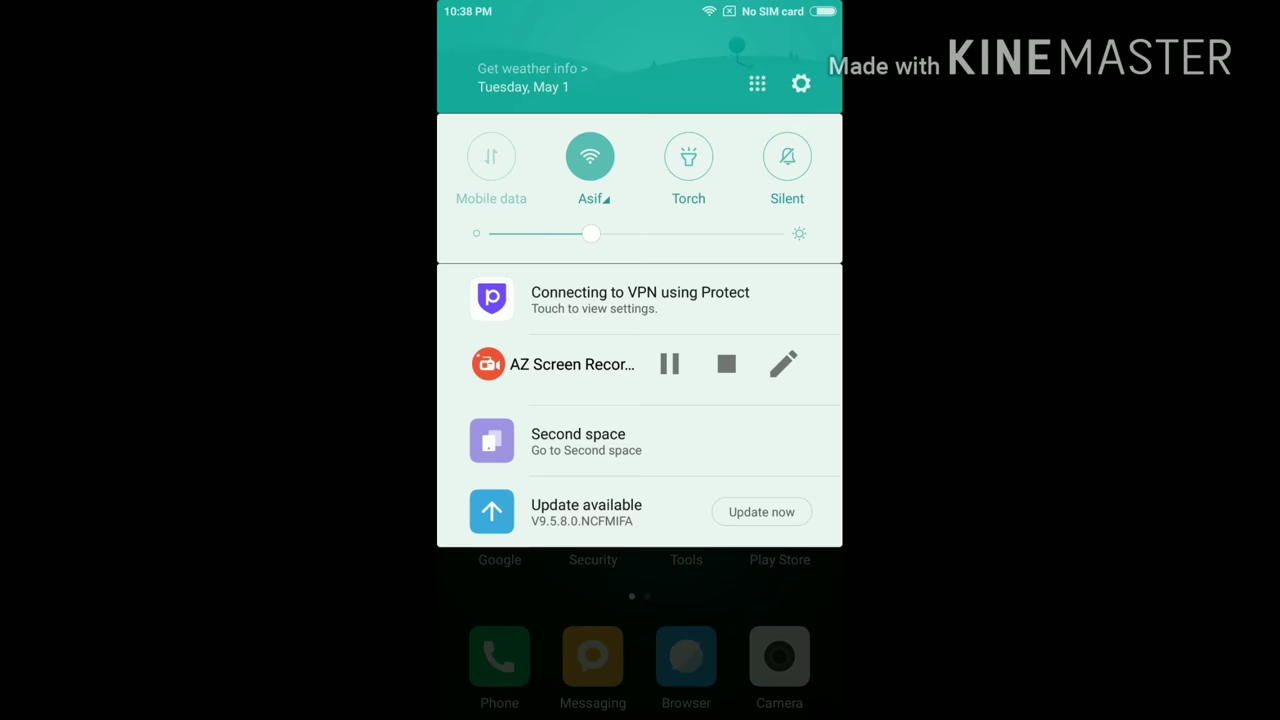 10:38 PM
No SIM card
Made with KINEMASTER
Get weather info >
Tuesday, May 1
Mobile data
Asif
Torch
Silent
Connecting to VPN using Protect
Touch to view settings.
AZ Screen Recor...
Second space
Go to Second space
Update available
V9.5.8.0.NCFMIFA
Update now
Google
Security
Tools
Play Store
Phone
Messaging
Browser
Camera